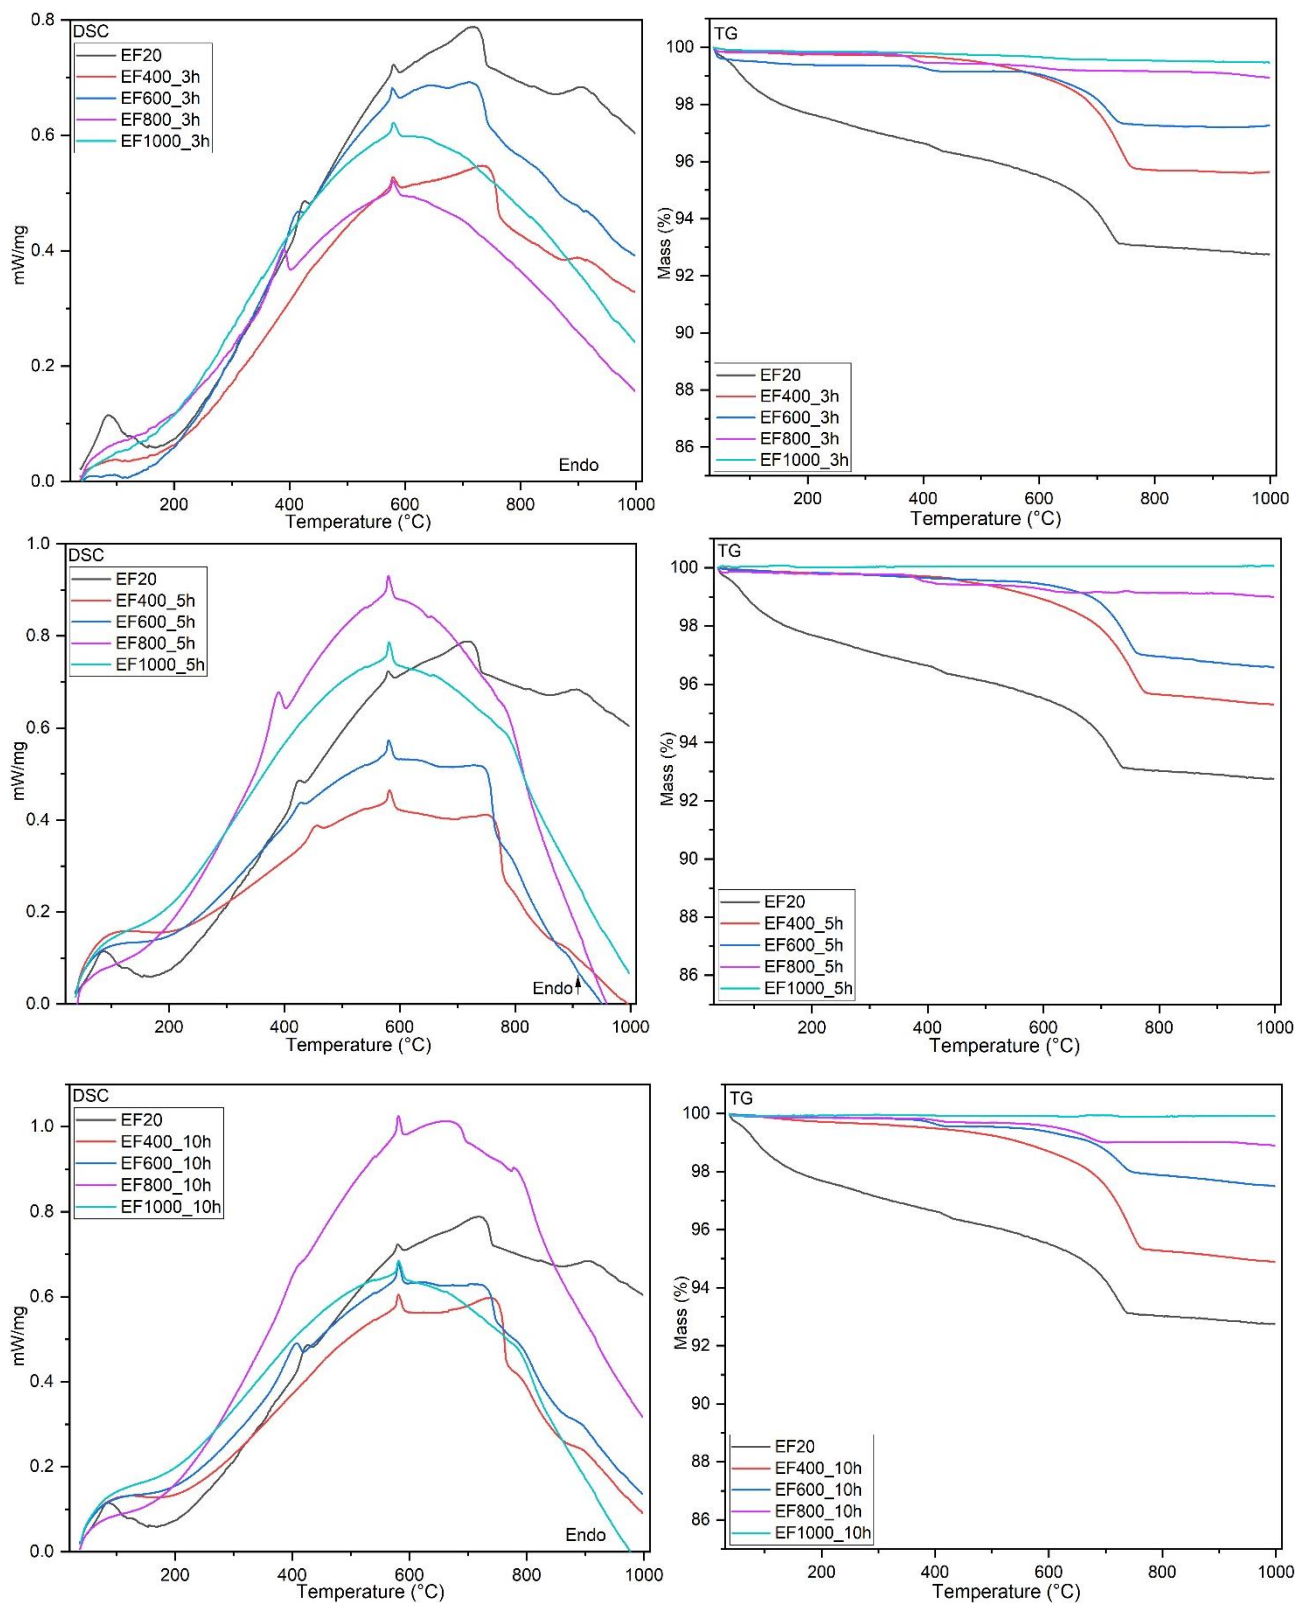 DSC
EF20
EF400_3h
EF600_3h
EF800_3h
EF1000_3h
0.8
0.6
0.4
0.2
0.0
mW/mg
Endo
200 400 600 800 1000
Temperature (°C)
TG
100
98
96
94
92
90
88
86
Mass (%)
EF20
EF400_3h
EF600_3h
EF800_3h
EF1000_3h
200 400 600 800 1000
Temperature (°C)
DSC
EF20
EF400_5h
EF600_5h
EF800_5h
EF1000_5h
1.0
0.8
0.6
0.4
0.2
0.0
mW/mg
Endo
200 400 600 800 1000
Temperature (°C)
TG
100
98
96
94
92
90
88
86
Mass (%)
EF20
EF400_5h
EF600_5h
EF800_5h
EF1000_5h
200 400 600 800 1000
Temperature (°C)
DSC
EF20
EF400_10h
EF600_10h
EF800_10h
EF1000_10h
1.0
0.8
0.6
0.4
0.2
0.0
mW/mg
Endo
200 400 600 800 1000
Temperature (°C)
TG
100
98
96
94
92
90
88
86
Mass (%)
EF20
EF400_10h
EF600_10h
EF800_10h
EF1000_10h
200 400 600 800 1000
Temperature (°C)